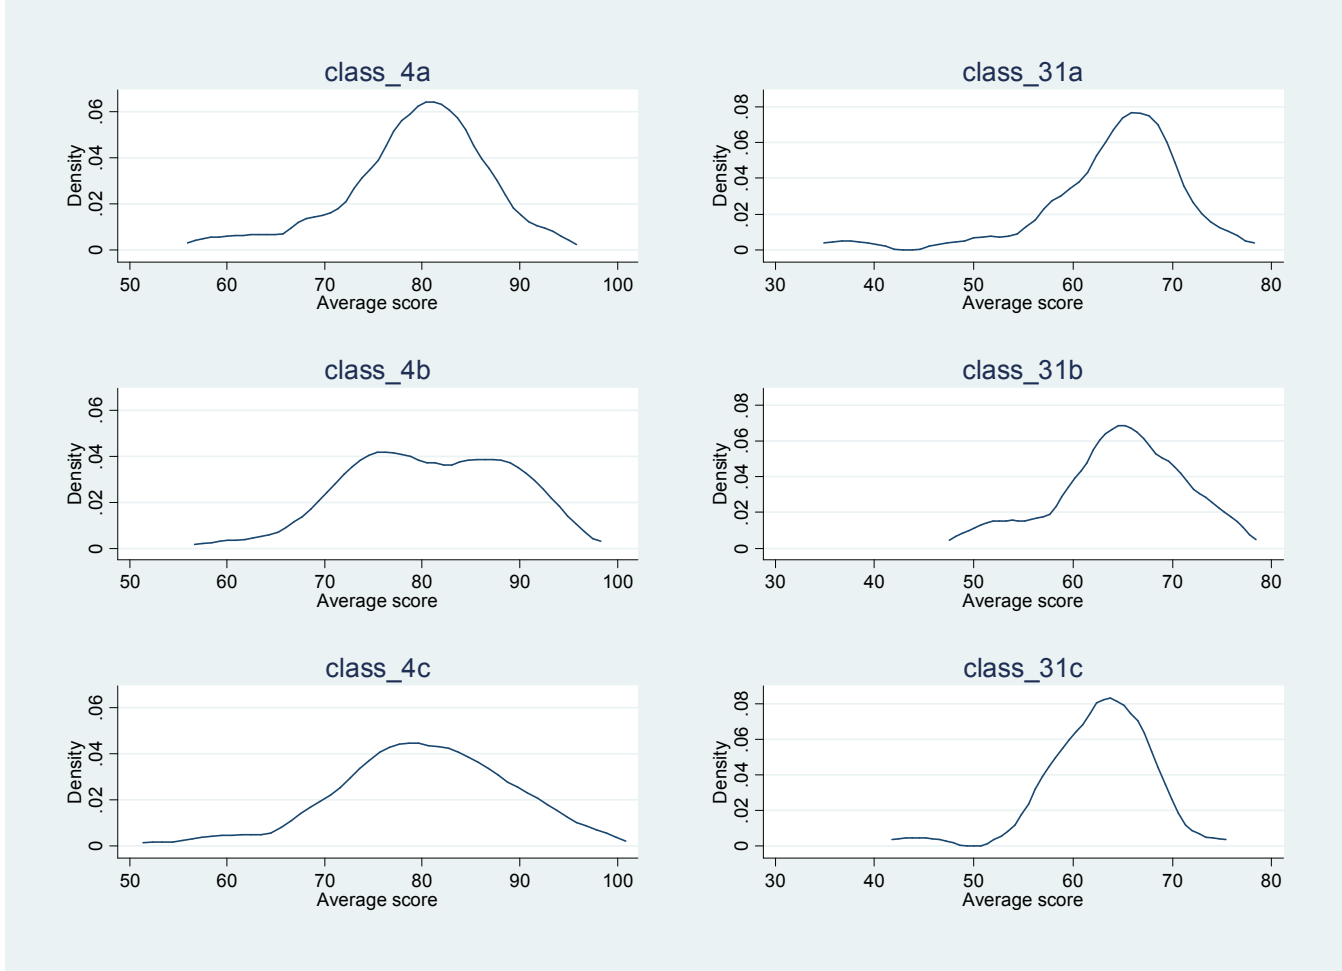 class_4a
Density
0 .02 .04 .06
50 60 70 80 90 100
Average score
class_31a
Density
0 .02 .04 .06 .08
30 40 50 60 70 80
Average score
class_4b
Density
0 .02 .04 .06
50 60 70 80 90 100
Average score
class_31b
Density
0 .02 .04 .06 .08
30 40 50 60 70 80
Average score
class_4c
Density
0 .02 .04 .06
50 60 70 80 90 100
Average score
class_31c
Density
0 .02 .04 .06 .08
30 40 50 60 70 80
Average score